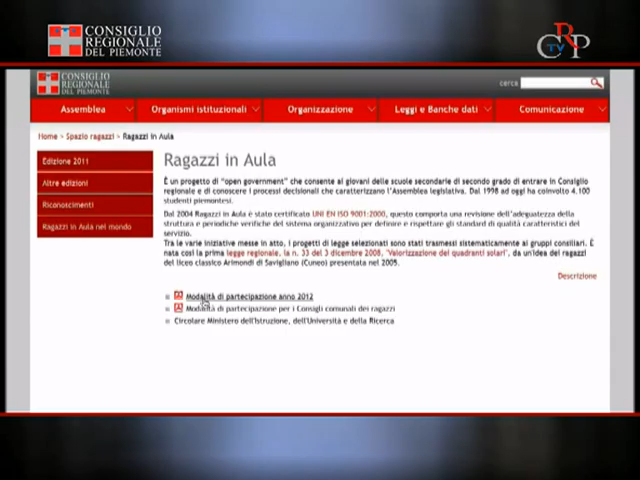 CONSIGLIO
REGIONALE
DEL PIEMONTE
CRP
TV
CONSIGLIO
REGIONALE
DEL PIEMONTE
cerca
Assemblea
Organismi istituzionali
Organizzazione
Leggi e Banche dati
Comunicazione
Home > Spazio ragazzi > Ragazzi in Aula
Edizione 2011
Altre edizioni
Riconoscimenti
Ragazzi in Aula nel mondo
Ragazzi in Aula
È un progetto di "open government" che consente ai giovani delle scuole secondarie di secondo grado di entrare in Consiglio
regionale e di conoscere i processi decisionali che caratterizzano l'Assemblea legislativa. Dal 1998 ad oggi ha coinvolto 4.100
studenti piemontesi.
Dal 2004 Ragazzi in Aula è stato certificato UNI EN ISO 9001:2000, questo comporta una revisione dell'adeguatezza della
struttura e periodiche verifiche del sistema organizzativo per definire e rispettare gli standard di qualità caratteristici del
servizio.
Tra le varie iniziative messe in atto, i progetti di legge selezionati sono stati trasmessi sistematicamente ai gruppi consiliari. È
nata così la prima legge regionale, la n. 33 del 3 dicembre 2008, "Valorizzazione dei quadranti solari", da un'idea dei ragazzi
del liceo classico Arimondi di Savigliano (Cuneo) presentata nel 2005.
Descrizione
Modalità di partecipazione anno 2012
Modalità di partecipazione per i Consigli comunali dei ragazzi
Circolare Ministero dell'Istruzione, dell'Università e della Ricerca